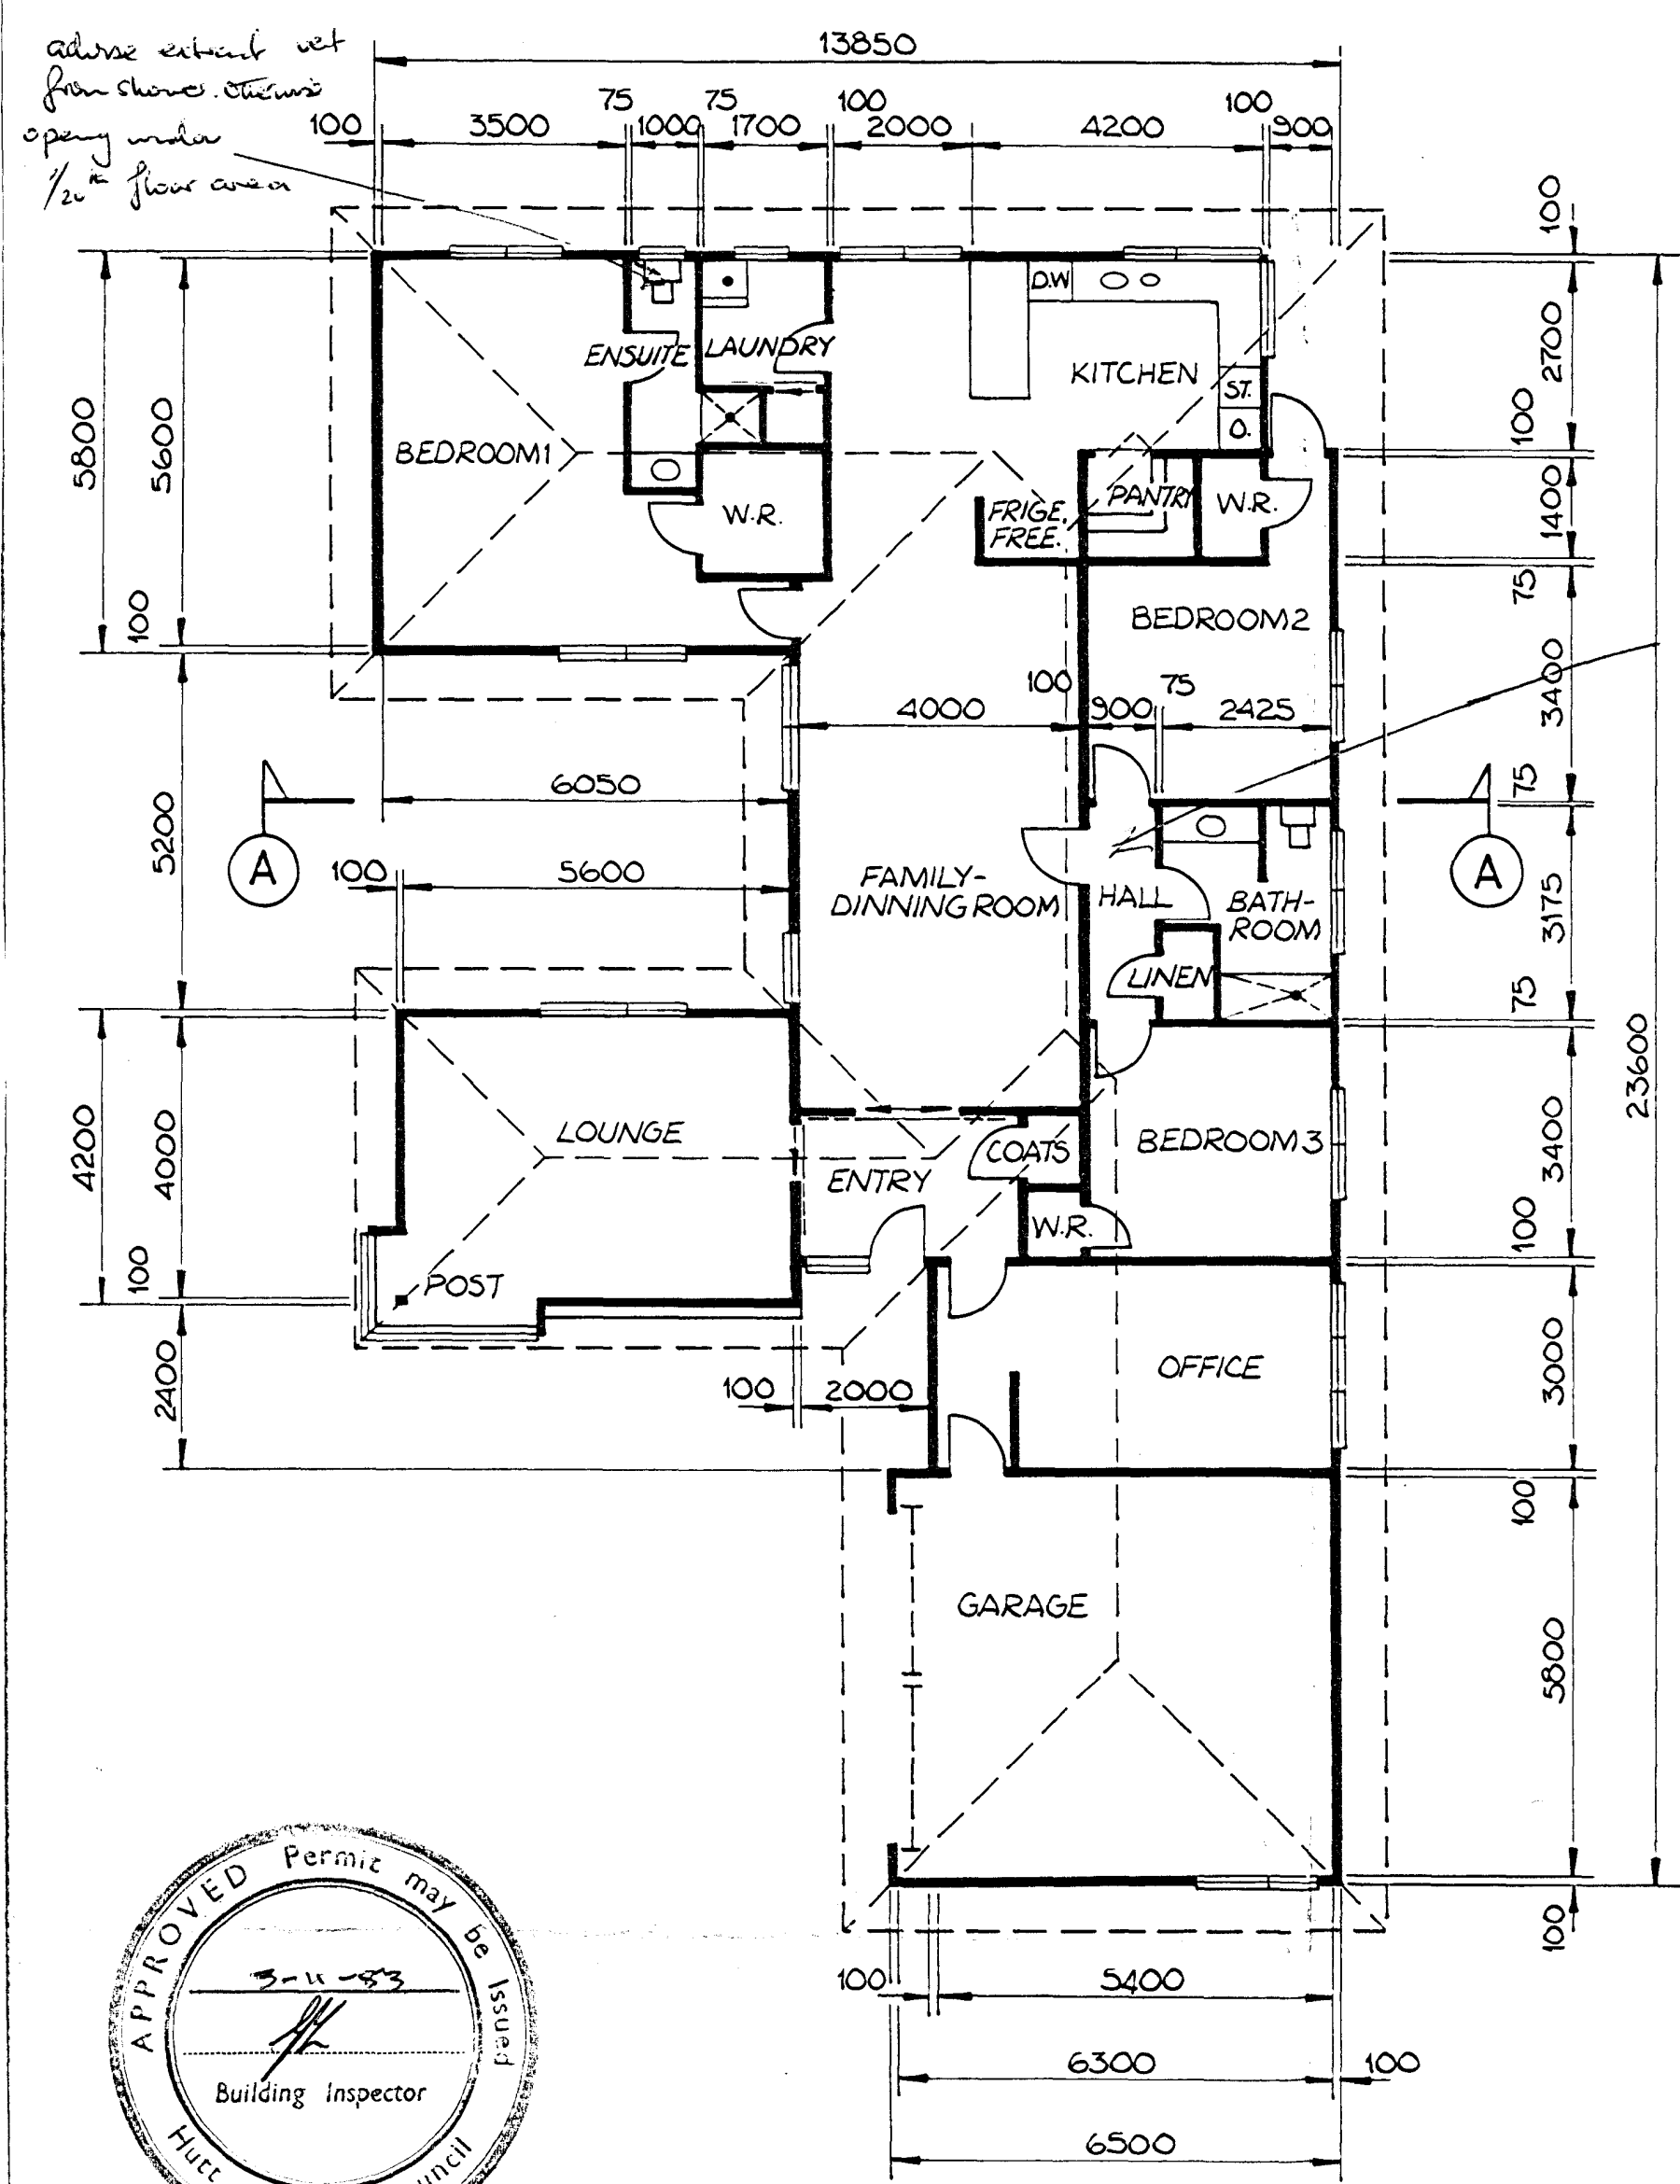 13850
advise extent vent
from shower. otherwise
opening under
1/20th floor area
75 75 100 100
100 3500 1000 1700 2000 4200 900
100
5800
5600
100
5200
4200
4000
100
2400
2700
100
1400
75
3400
75
3175
75
3400
100
3000
100
5800
100
23600
D.W
ENSUITE
LAUNDRY
KITCHEN
ST.
O.
BEDROOM1
W.R.
FRIGE.
FREE.
PANTRY
W.R.
BEDROOM2
100 75
4000 900 2425
6050
A
A
100 5600
FAMILY-
DINNINGROOM
HALL
BATH-
ROOM
LINEN
LOUNGE
ENTRY
COATS
BEDROOM3
W.R.
POST
OFFICE
100 2000
GARAGE
100 5400
6300 100
6500
APPROVED Permit may be Issued
3-11-83
Building Inspector
Hutt